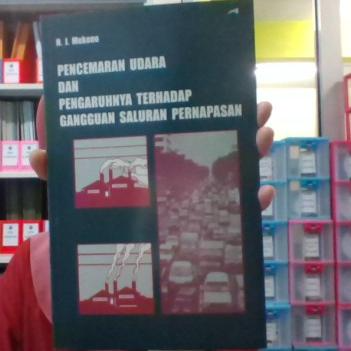 H. J. Mukono
PENCEMARAN UDARA
DAN
PENGARUHNYA TERHADAP
GANGGUAN SALURAN PERNAPASAN